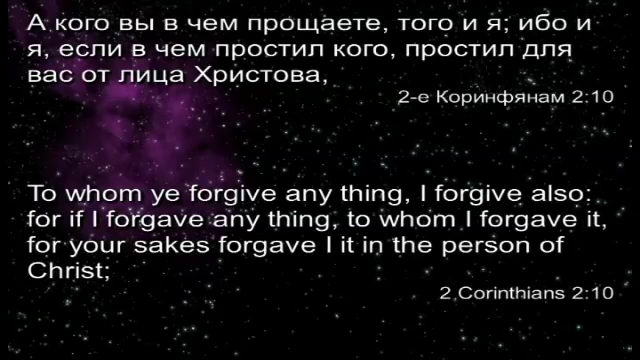 А кого вы в чем прощаете, того и я; ибо и
я, если в чем простил кого, простил для
вас от лица Христова,
2-е Коринфянам 2:10
To whom ye forgive any thing, I forgive also:
for if I forgave any thing, to whom I forgave it,
for your sakes forgave I it in the person of
Christ;
2 Corinthians 2:10